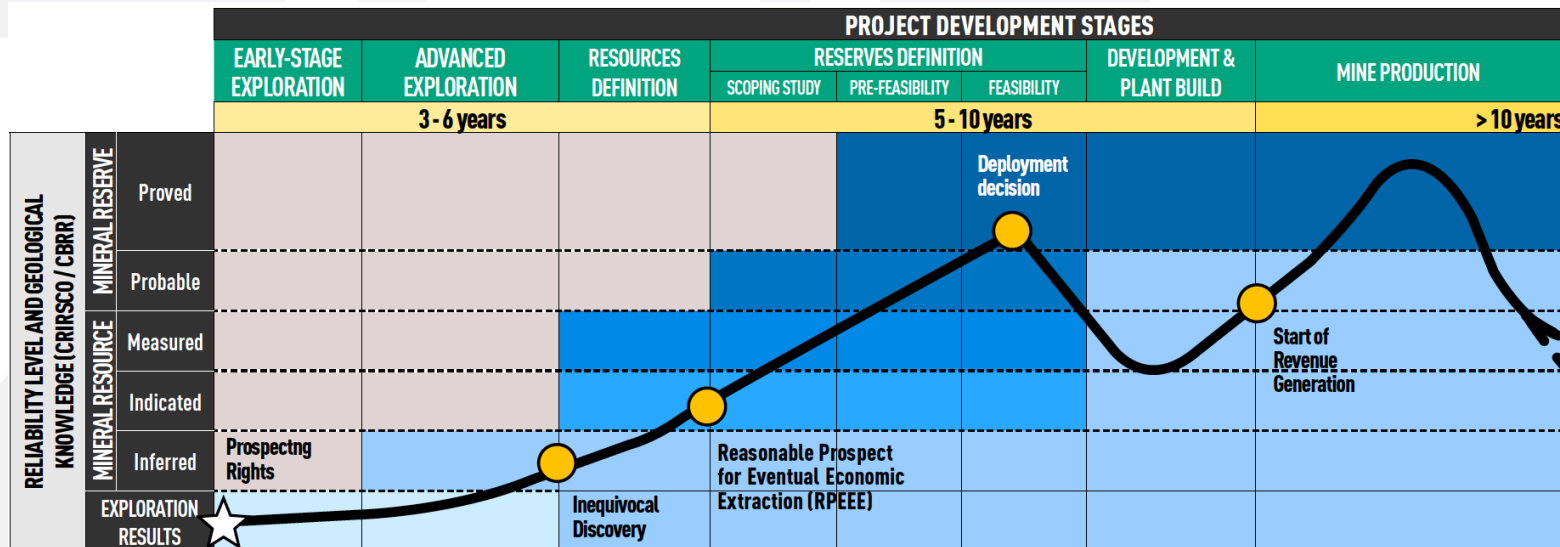 PROJECT DEVELOPMENT STAGES
EARLY-STAGE
EXPLORATION
ADVANCED
EXPLORATION
RESOURCES
DEFINITION
RESERVES DEFINITION
SCOPING STUDY
PRE-FEASIBILITY
FEASIBILITY
DEVELOPMENT &
PLANT BUILD
MINE PRODUCTION
3 - 6 years
5 - 10 years
> 10 years
RELIABILITY LEVEL AND GEOLOGICAL
KNOWLEDGE (CRIRSCO / CBRR)
MINERAL RESERVE
Proved
Probable
MINERAL RESOURCE
Measured
Indicated
Inferred
EXPLORATION
RESULTS
Deployment
decision
Start of
Revenue
Generation
Prospectng
Rights
Reasonable Prospect
for Eventual Economic
Extraction (RPEEE)
Inequivocal
Discovery